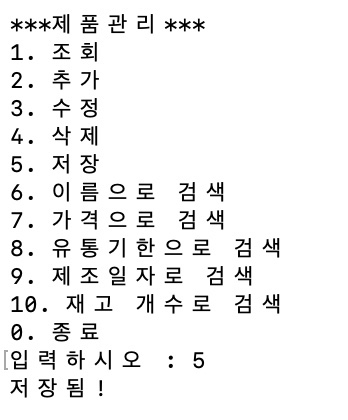 ***제품관리***
1. 조회
2. 추가
3. 수정
4. 삭제
5. 저장
6. 이름으로 검색
7. 가격으로 검색
8. 유통기한으로 검색
9. 제조일자로 검색
10. 재고 개수로 검색
0. 종료
입력하시오 : 5
저장됨!